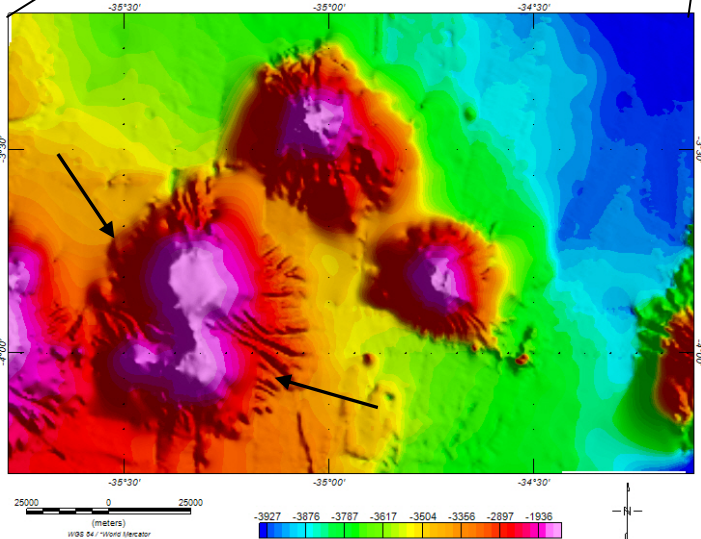 -35°30' -35°00' -34°30'
-3°30' -3°30'
-4°00' -4°00'
-35°30' -35°00' -34°30'
25000 0 25000
(meters)
WGS 84 / *World Mercator
-3927 -3876 -3787 -3617 -3504 -3356 -2897 -1936
N